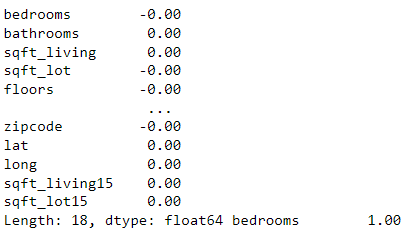 bedrooms -0.00
bathrooms 0.00
sqft_living 0.00
sqft_lot -0.00
floors -0.00
...
zipcode -0.00
lat 0.00
long 0.00
sqft_living15 0.00
sqft_lot15 0.00
Length: 18, dtype: float64 bedrooms 1.00